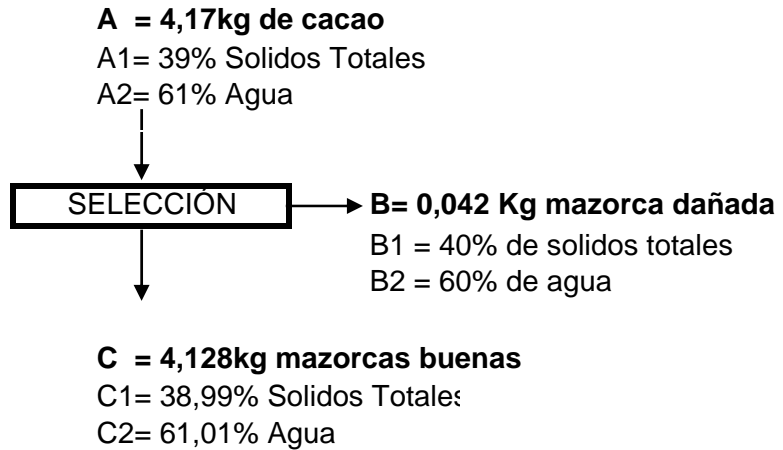 A = 4,17kg de cacao
A1= 39% Solidos Totales
A2= 61% Agua
SELECCIÓN
B= 0,042 Kg mazorca dañada
B1 = 40% de solidos totales
B2 = 60% de agua
C = 4,128kg mazorcas buenas
C1= 38,99% Solidos Totales
C2= 61,01% Agua